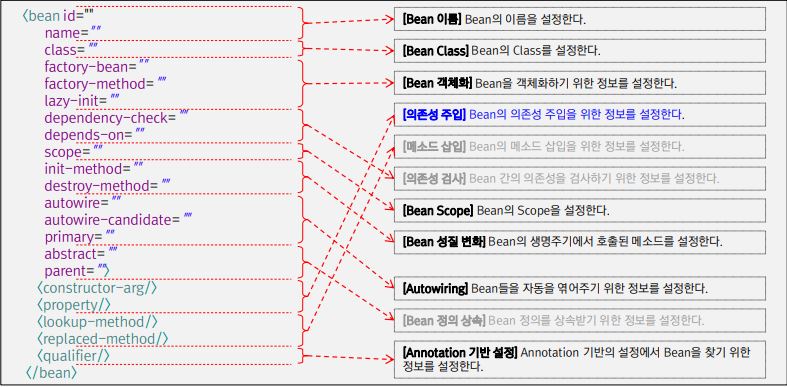 <bean id=""
name=""
class=""
factory-bean=""
factory-method=""
lazy-init=""
dependency-check=""
depends-on=""
scope=""
init-method=""
destroy-method=""
autowire=""
autowire-candidate=""
primary=""
abstract=""
parent="">
<constructor-arg/>
<property/>
<lookup-method/>
<replaced-method/>
<qualifier/>
</bean>
[Bean 이름] Bean의 이름을 설정한다.
[Bean Class] Bean의 Class를 설정한다.
[Bean 객체화] Bean을 객체화하기 위한 정보를 설정한다.
[의존성 주입] Bean의 의존성 주입을 위한 정보를 설정한다.
[메소드 삽입] Bean의 메소드 삽입을 위한 정보를 설정한다.
[의존성 검사] Bean 간의 의존성을 검사하기 위한 정보를 설정한다.
[Bean Scope] Bean의 Scope을 설정한다.
[Bean 성질 변화] Bean의 생명주기에서 호출된 메소드를 설정한다.
[Autowiring] Bean들을 자동을 엮어주기 위한 정보를 설정한다.
[Bean 정의 상속] Bean 정의를 상속받기 위한 정보를 설정한다.
[Annotation 기반 설정] Annotation 기반의 설정에서 Bean을 찾기 위한
정보를 설정한다.